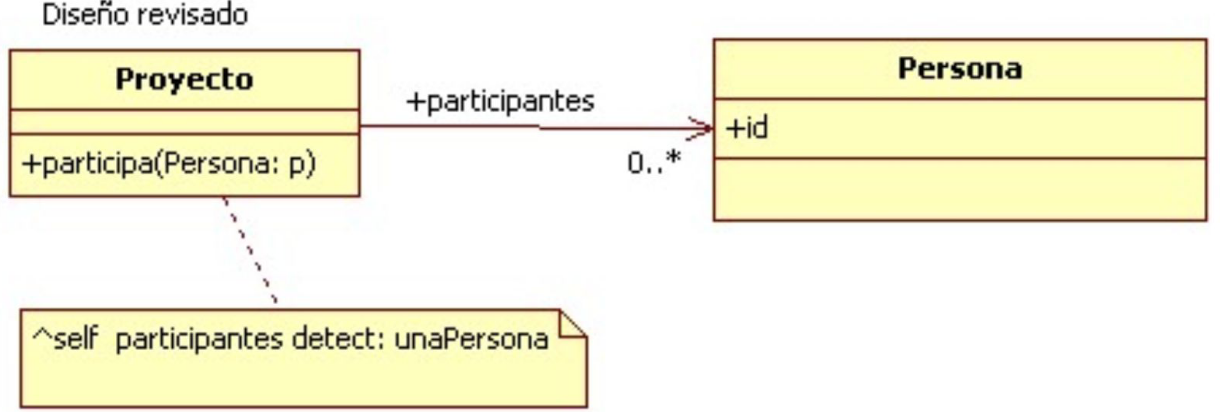 Diseño revisado
Proyecto
+participa(Persona: p)
+participantes
0..*
Persona
+id
^self participantes detect: unaPersona